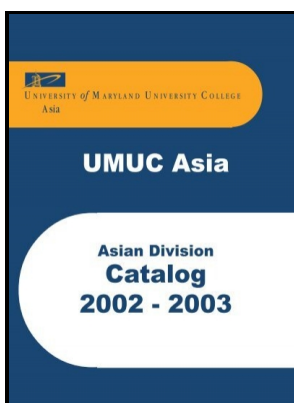 UNIVERSITY of MARYLAND UNIVERSITY COLLEGE
Asia
UMUC Asia
Asian Division
Catalog
2002 - 2003